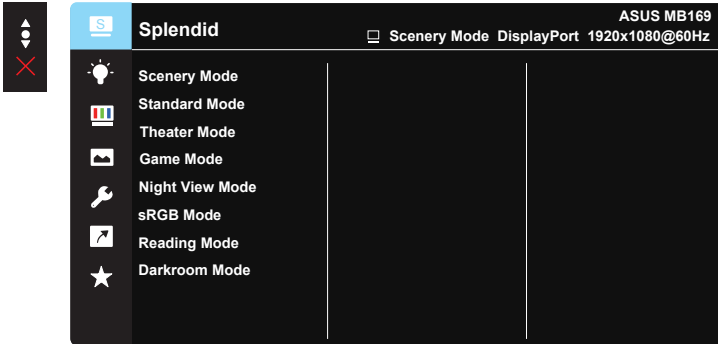 S
Splendid
ASUS MB169
Scenery Mode DisplayPort 1920x1080@60Hz
Scenery Mode
Standard Mode
Theater Mode
Game Mode
Night View Mode
sRGB Mode
Reading Mode
Darkroom Mode